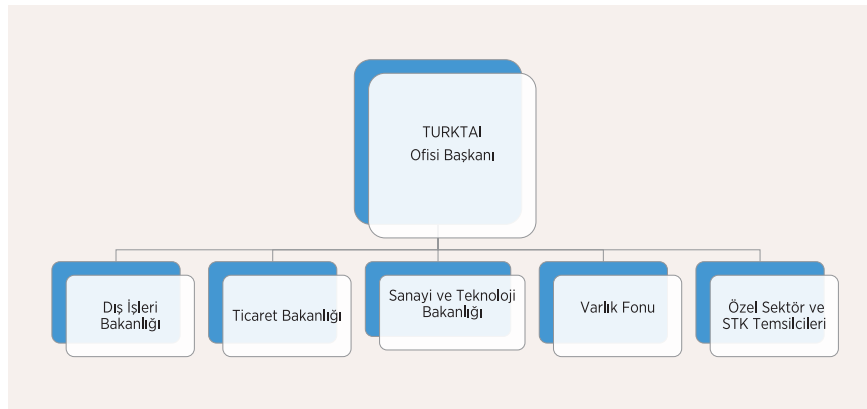 TURKTAI
Ofisi Başkanı
Dış İşleri
Bakanlığı
Ticaret Bakanlığı
Sanayi ve Teknoloji
Bakanlığı
Varlık Fonu
Özel Sektör ve
STK Temsilcileri